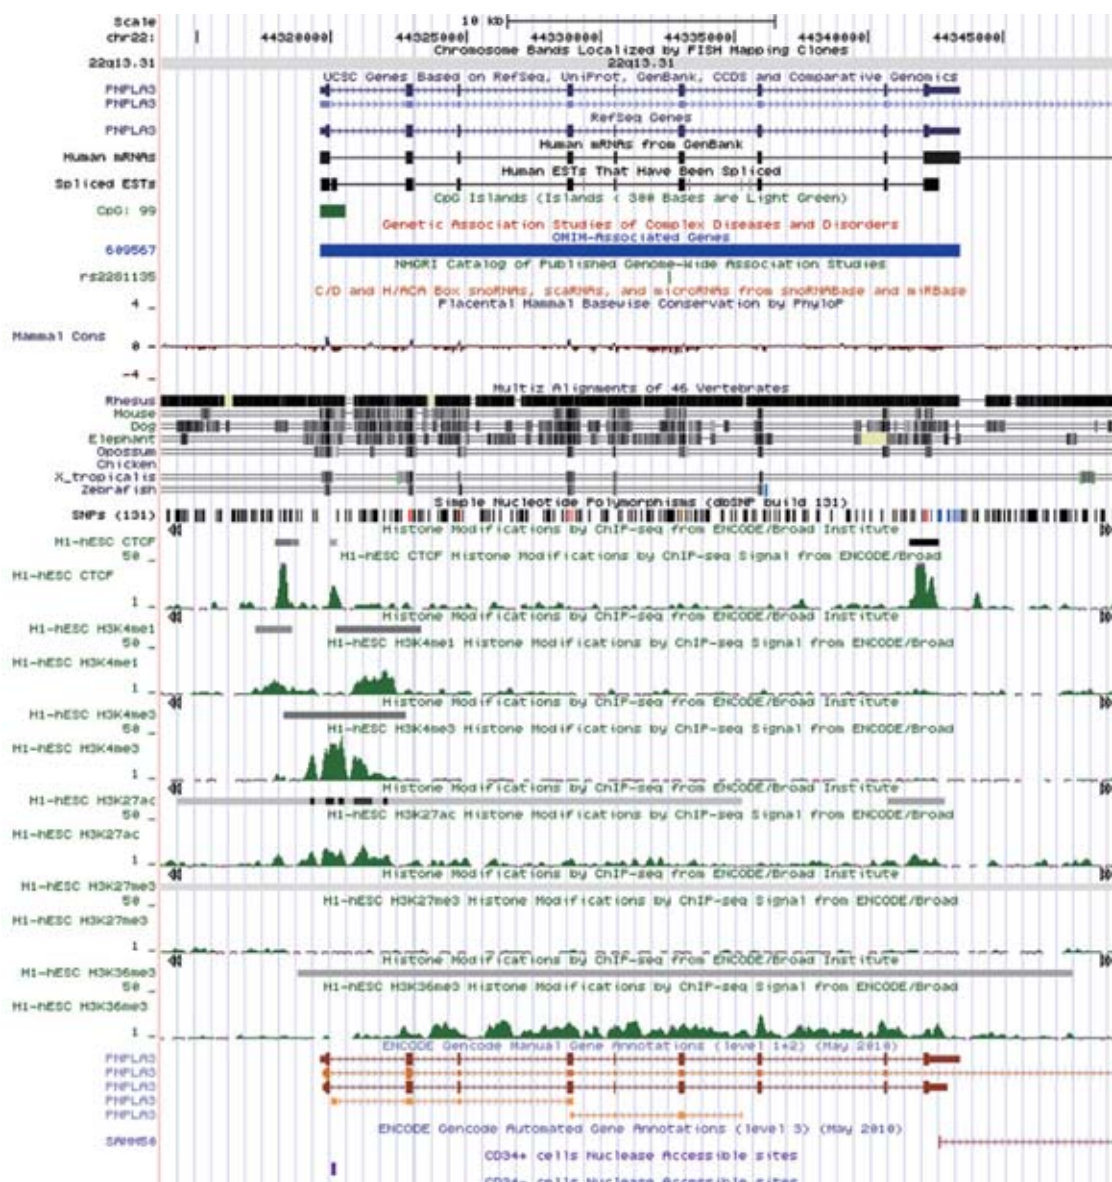 Scale 10 kb
chr22: 44320000 44325000 44330000 44335000 44340000 44345000
Chromosome Bands Localized by FISH Mapping Clones
22q13.31 22q13.31
UCSC Genes Based on RefSeq, UniProt, GenBank, CCDS and Comparative Genomics
PNPLA3
PNPLA3
RefSeq Genes
PNPLA3
Human mRNAs from GenBank
Human mRNAs
Human ESTs That Have Been Spliced
Spliced ESTs
CpG Islands (Islands < 300 Bases are Light Green)
CpG: 99
Genetic Association Studies of Complex Diseases and Disorders
OMIM-Associated Genes
609567
NHGRI Catalog of Published Genome-Wide Association Studies
rs2281135
C/D and H/ACA Box snoRNAs, scaRNAs, and microRNAs from snoRNABase and miRBase
Placental Mammal Basewise Conservation by PhyloP
4
Mammal Cons 0
-4
Multiz Alignments of 46 Vertebrates
Rhesus
Mouse
Dog
Elephant
Opossum
Chicken
X_tropicalis
Zebrafish
Simple Nucleotide Polymorphisms (dbSNP build 131)
SNPs (131)
Histone Modifications by ChIP-seq from ENCODE/Broad Institute
H1-hESC CTCF
50 H1-hESC CTCF Histone Modifications by ChIP-seq Signal from ENCODE/Broad
H1-hESC CTCF
1
Histone Modifications by ChIP-seq from ENCODE/Broad Institute
H1-hESC H3K4me1
50 H1-hESC H3K4me1 Histone Modifications by ChIP-seq Signal from ENCODE/Broad
H1-hESC H3K4me1
1
Histone Modifications by ChIP-seq from ENCODE/Broad Institute
H1-hESC H3K4me3
50 H1-hESC H3K4me3 Histone Modifications by ChIP-seq Signal from ENCODE/Broad
H1-hESC H3K4me3
1
Histone Modifications by ChIP-seq from ENCODE/Broad Institute
H1-hESC H3K27ac
50 H1-hESC H3K27ac Histone Modifications by ChIP-seq Signal from ENCODE/Broad
H1-hESC H3K27ac
1
Histone Modifications by ChIP-seq from ENCODE/Broad Institute
H1-hESC H3K27me3
50 H1-hESC H3K27me3 Histone Modifications by ChIP-seq Signal from ENCODE/Broad
H1-hESC H3K27me3
1
Histone Modifications by ChIP-seq from ENCODE/Broad Institute
H1-hESC H3K36me3
50 H1-hESC H3K36me3 Histone Modifications by ChIP-seq Signal from ENCODE/Broad
H1-hESC H3K36me3
1
ENCODE Gencode Manual Gene Annotations (level 1+2) (May 2010)
PNPLA3
PNPLA3
PNPLA3
PNPLA3
PNPLA3
ENCODE Gencode Automated Gene Annotations (level 3) (May 2010)
SAMM50
CD34+ cells Nuclease Accessible sites
CD34- cells Nuclease Accessible sites